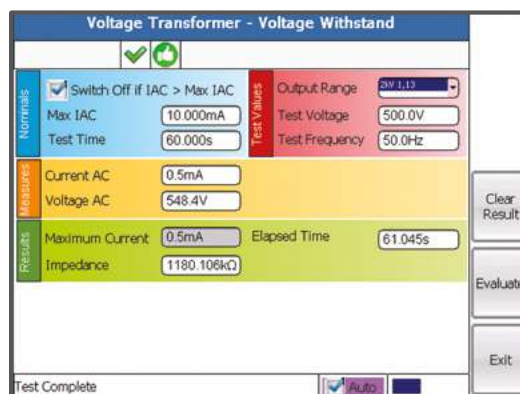 Voltage Transformer - Voltage Withstand
Nominals
Switch Off if IAC > Max IAC
Max IAC 10.000mA
Test Time 60.000s
Test Values
Output Range 2kV 1,13
Test Voltage 500.0V
Test Frequency 50.0Hz
Measures
Current AC 0.5mA
Voltage AC 548.4V
Results
Maximum Current 0.5mA Elapsed Time 61.045s
Impedance 1180.106kΩ
Clear
Result
Evaluate
Exit
Test Complete Auto